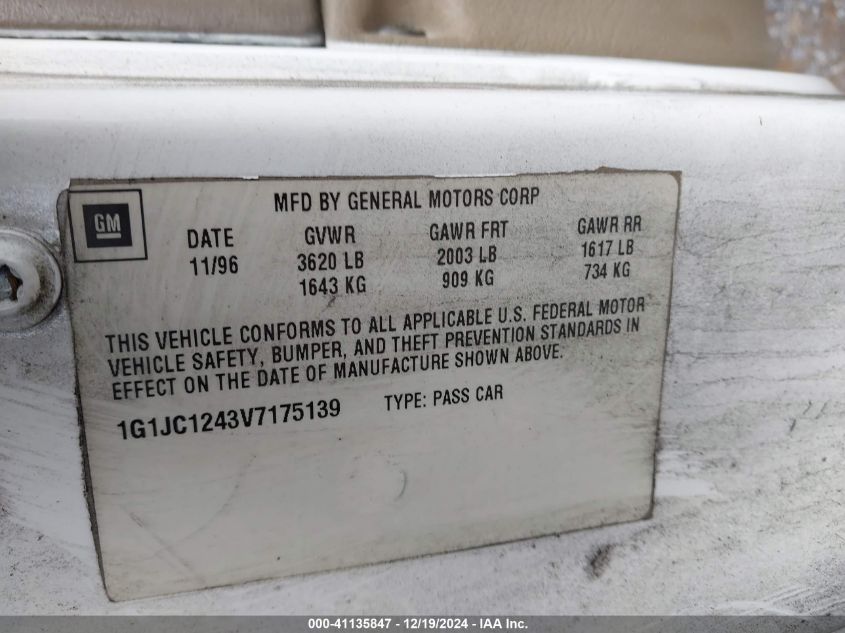 GM
MFD BY GENERAL MOTORS CORP
DATE GVWR GAWR FRT GAWR RR
11/96 3620 LB 2003 LB 1617 LB
1643 KG 909 KG 734 KG
THIS VEHICLE CONFORMS TO ALL APPLICABLE U.S. FEDERAL MOTOR
VEHICLE SAFETY, BUMPER, AND THEFT PREVENTION STANDARDS IN
EFFECT ON THE DATE OF MANUFACTURE SHOWN ABOVE.
1G1JC1243V7175139 TYPE: PASS CAR
000-41135847 - 12/19/2024 - IAA Inc.